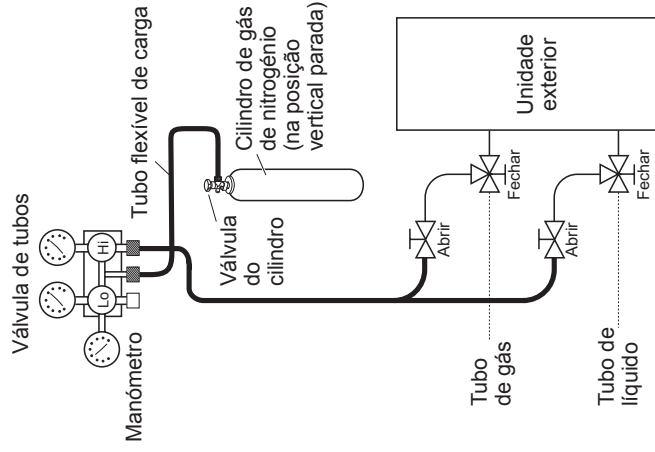 Válvula de tubos
Lo
Hi
Manómetro
Tubo flexível de carga
Válvula
do
cilindro
Cilindro de gás
de nitrogénio
(na posição
vertical parada)
Unidade
exterior
Abrir
Fechar
Abrir
Fechar
Tubo
de gás
Tubo de
líquido